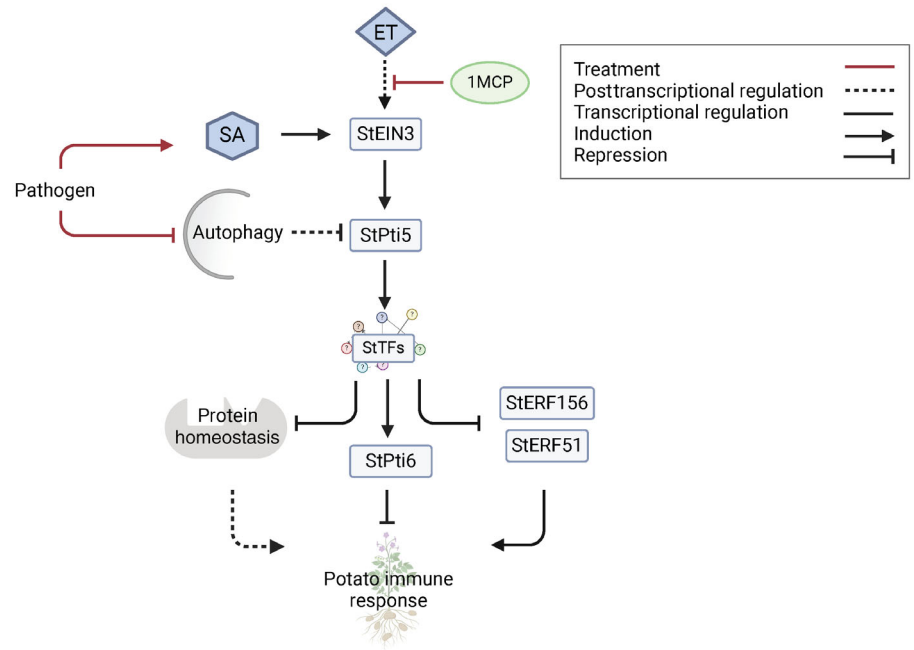 ET
1MCP
Treatment
Posttranscriptional regulation
Transcriptional regulation
Induction
Repression
SA
StEIN3
Pathogen
Autophagy
StPti5
?
?
?
?
StTFs
?
?
?
Protein
homeostasis
StERF156
StERF51
StPti6
Potato immune
response